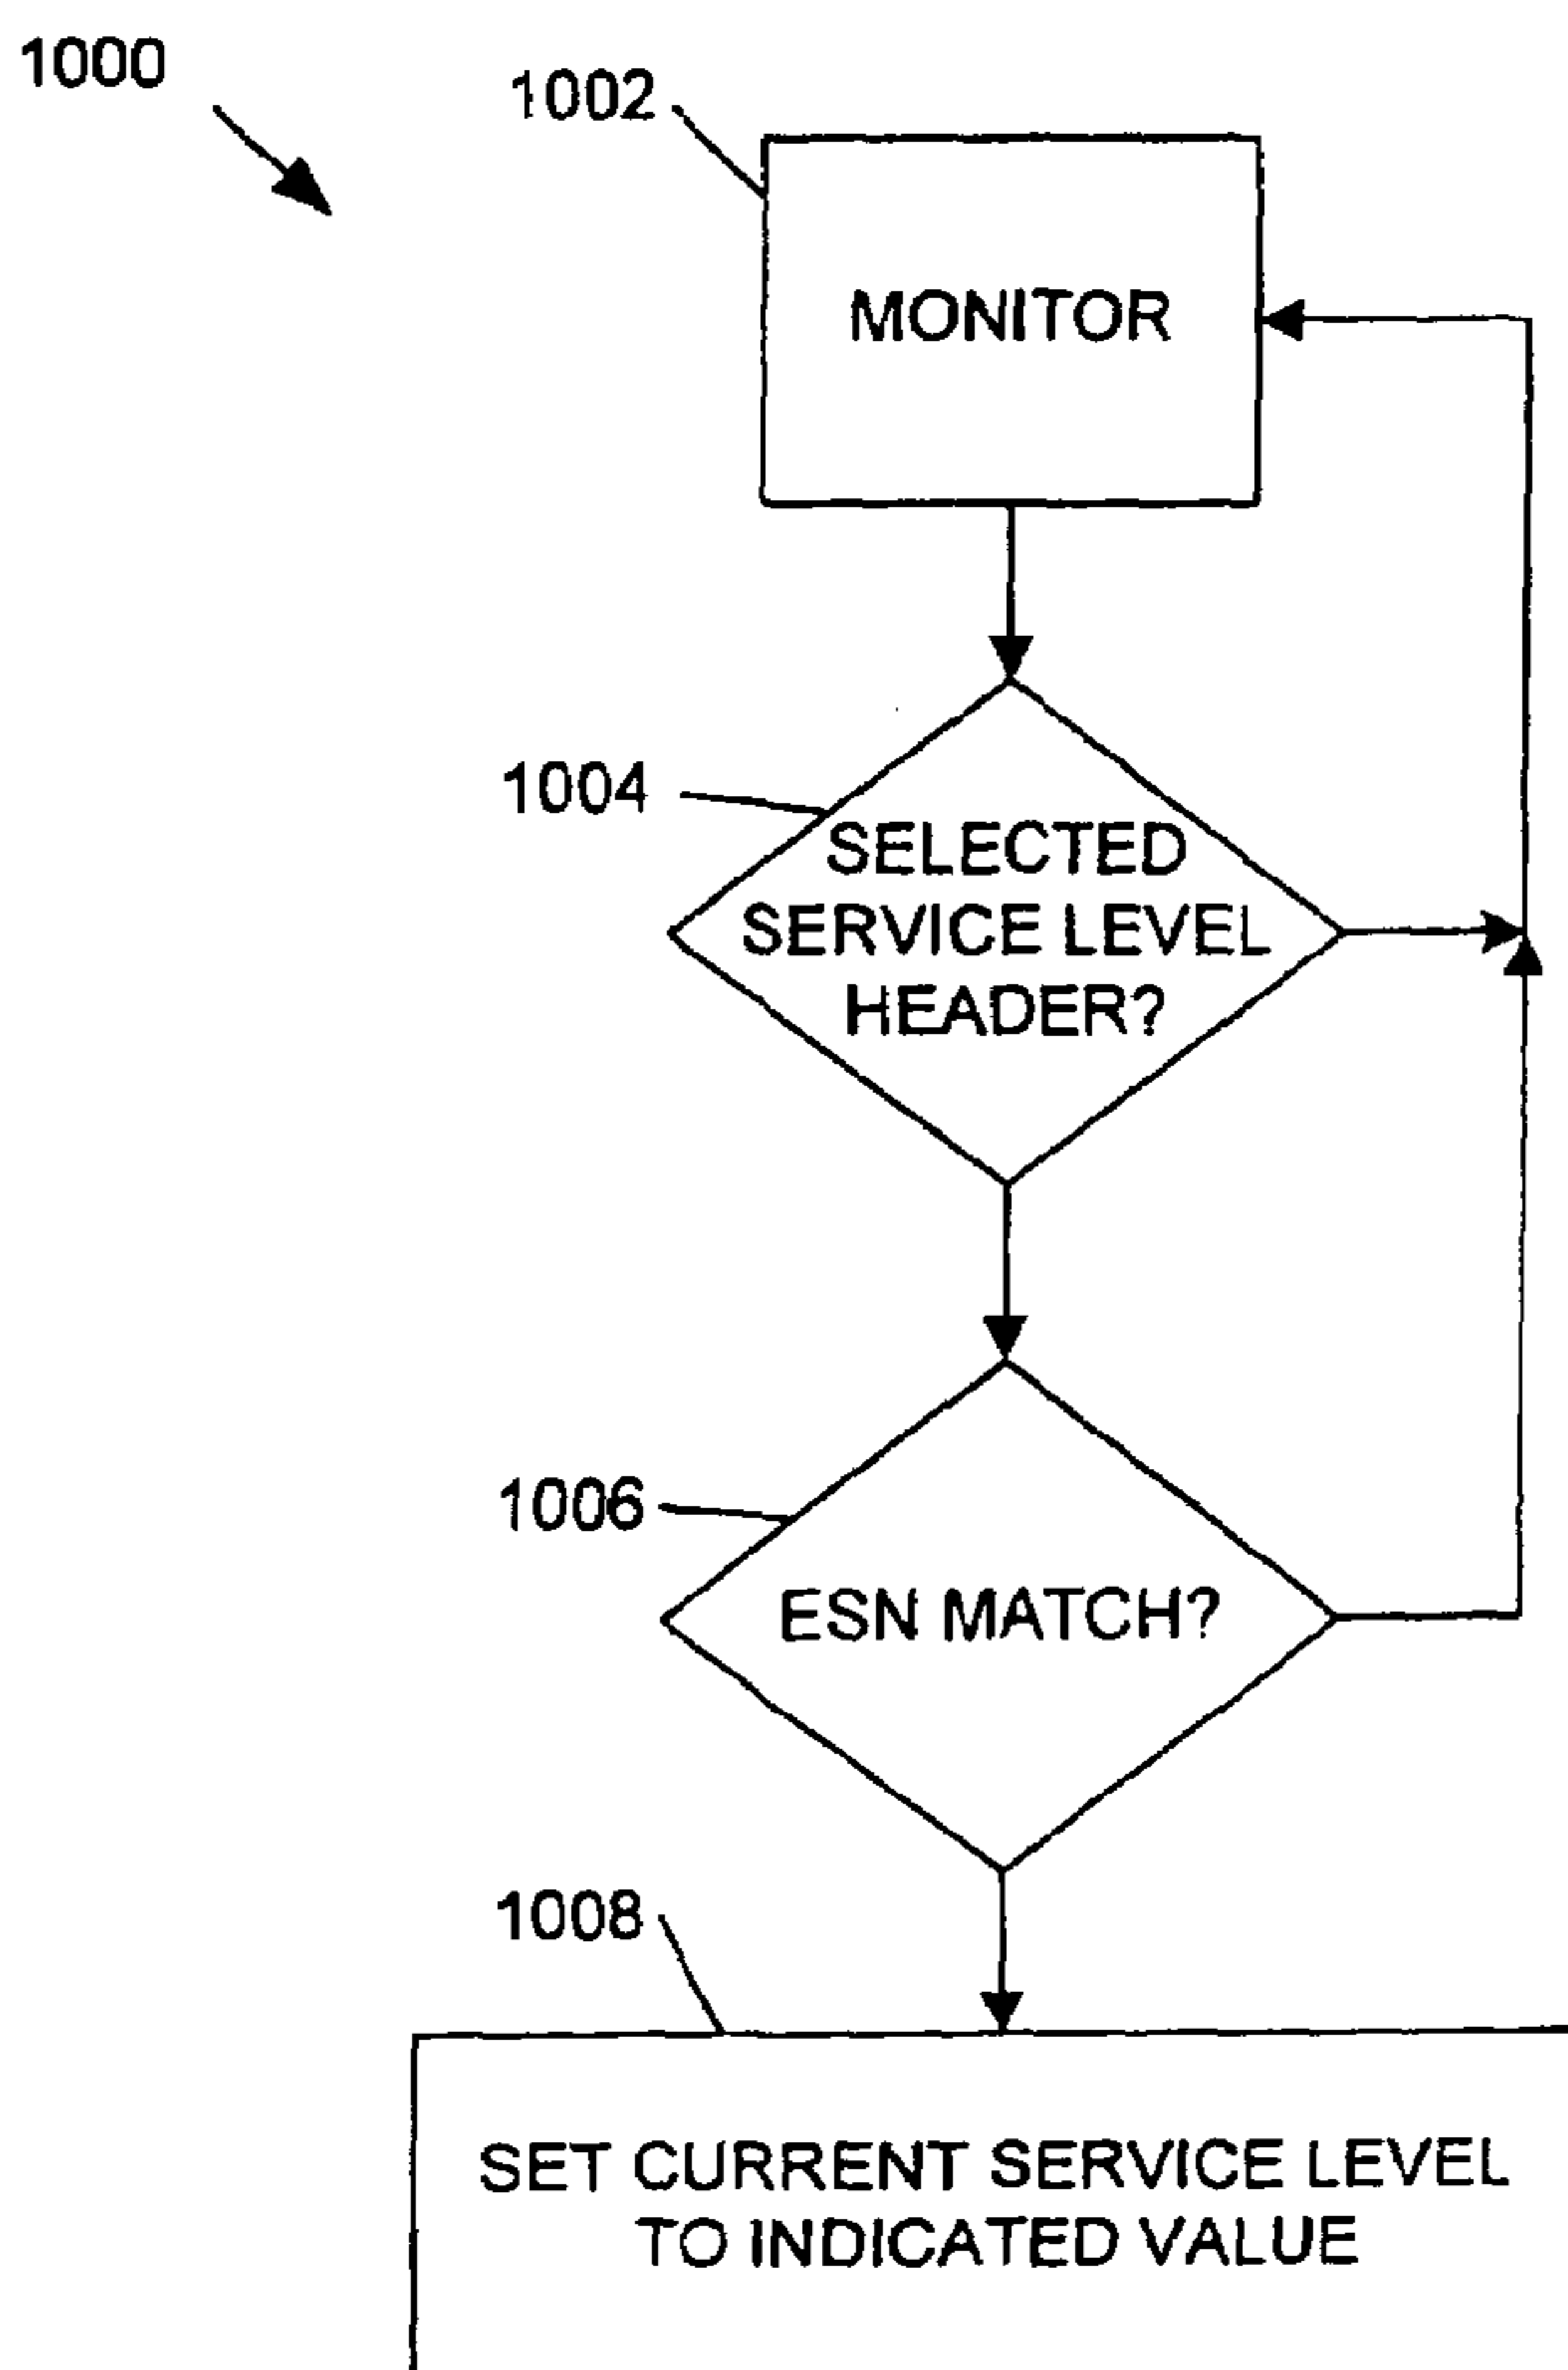 1000
1002
MONITOR
1004
SELECTED
SERVICE LEVEL
HEADER?
1006
ESN MATCH?
1008
SET CURRENT SERVICE LEVEL
TO INDICATED VALUE